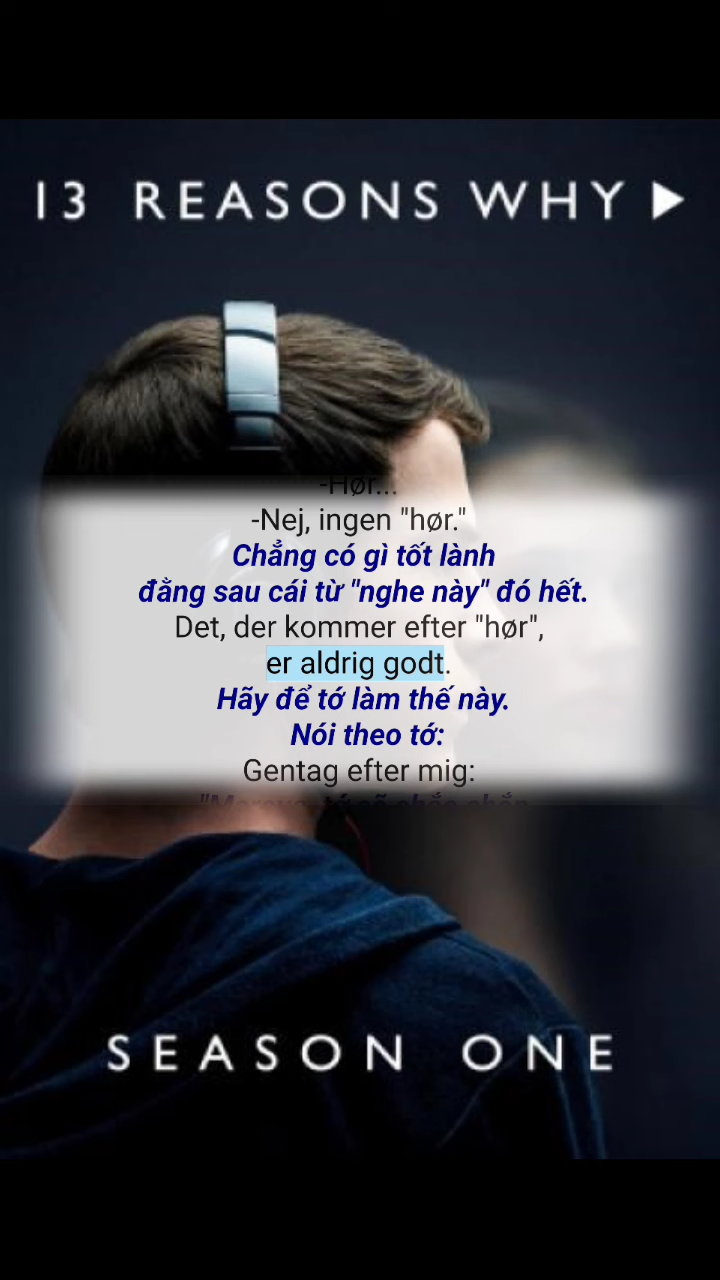 13 REASONS WHY
-Hør...
-Nej, ingen "hør."
Chẳng có gì tốt lành
đằng sau cái từ "nghe này" đó hết.
Det, der kommer efter "hør",
er aldrig godt.
Hãy để tớ làm thế này.
Nói theo tớ:
Gentag efter mig:
SEASON ONE